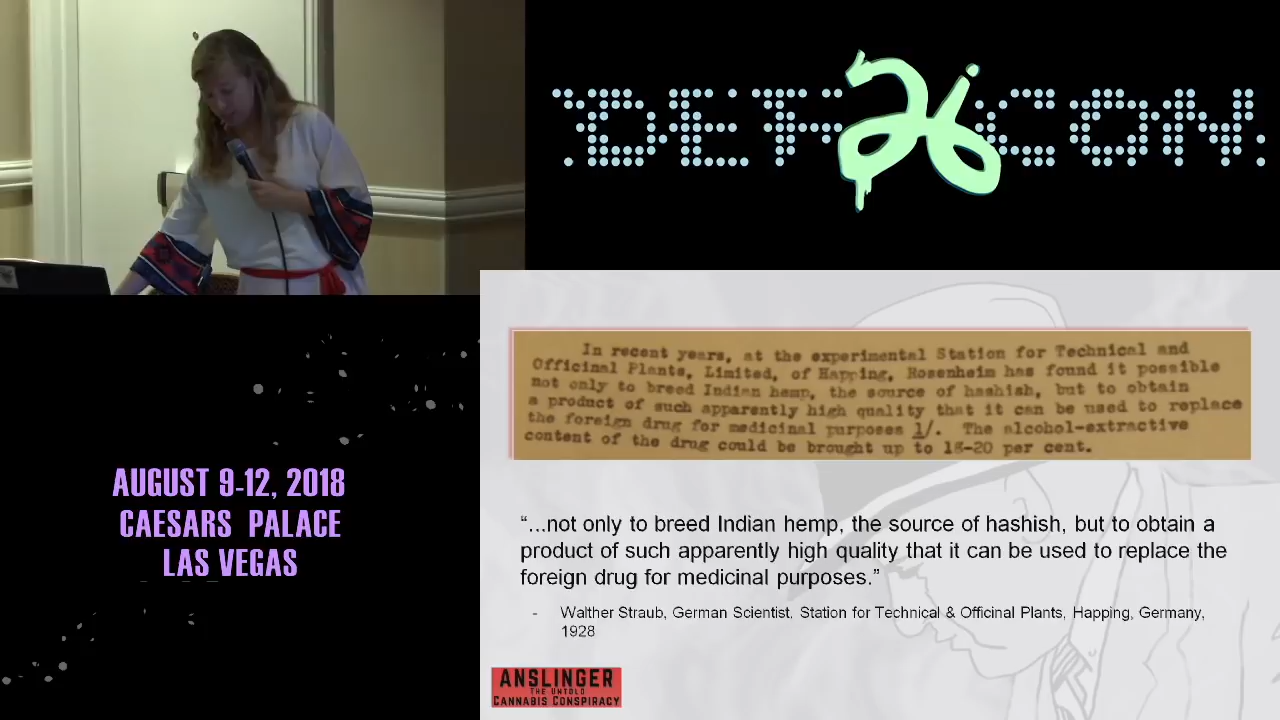 DEFCON
26
In recent years, at the experimental Station for Technical and
Officinal Plants, Limited, of Happing, Rosenheim has found it possible
not only to breed Indian hemp, the source of hashish, but to obtain
a product of such apparently high quality that it can be used to replace
the foreign drug for medicinal purposes 1/. The alcohol-extractive
content of the drug could be brought up to 18-20 per cent.
AUGUST 9-12, 2018
CAESARS PALACE
LAS VEGAS
“...not only to breed Indian hemp, the source of hashish, but to obtain a
product of such apparently high quality that it can be used to replace the
foreign drug for medicinal purposes.”
- Walther Straub, German Scientist, Station for Technical & Officinal Plants, Happing, Germany,
1928
ANSLINGER
THE UNTOLD
CANNABIS CONSPIRACY